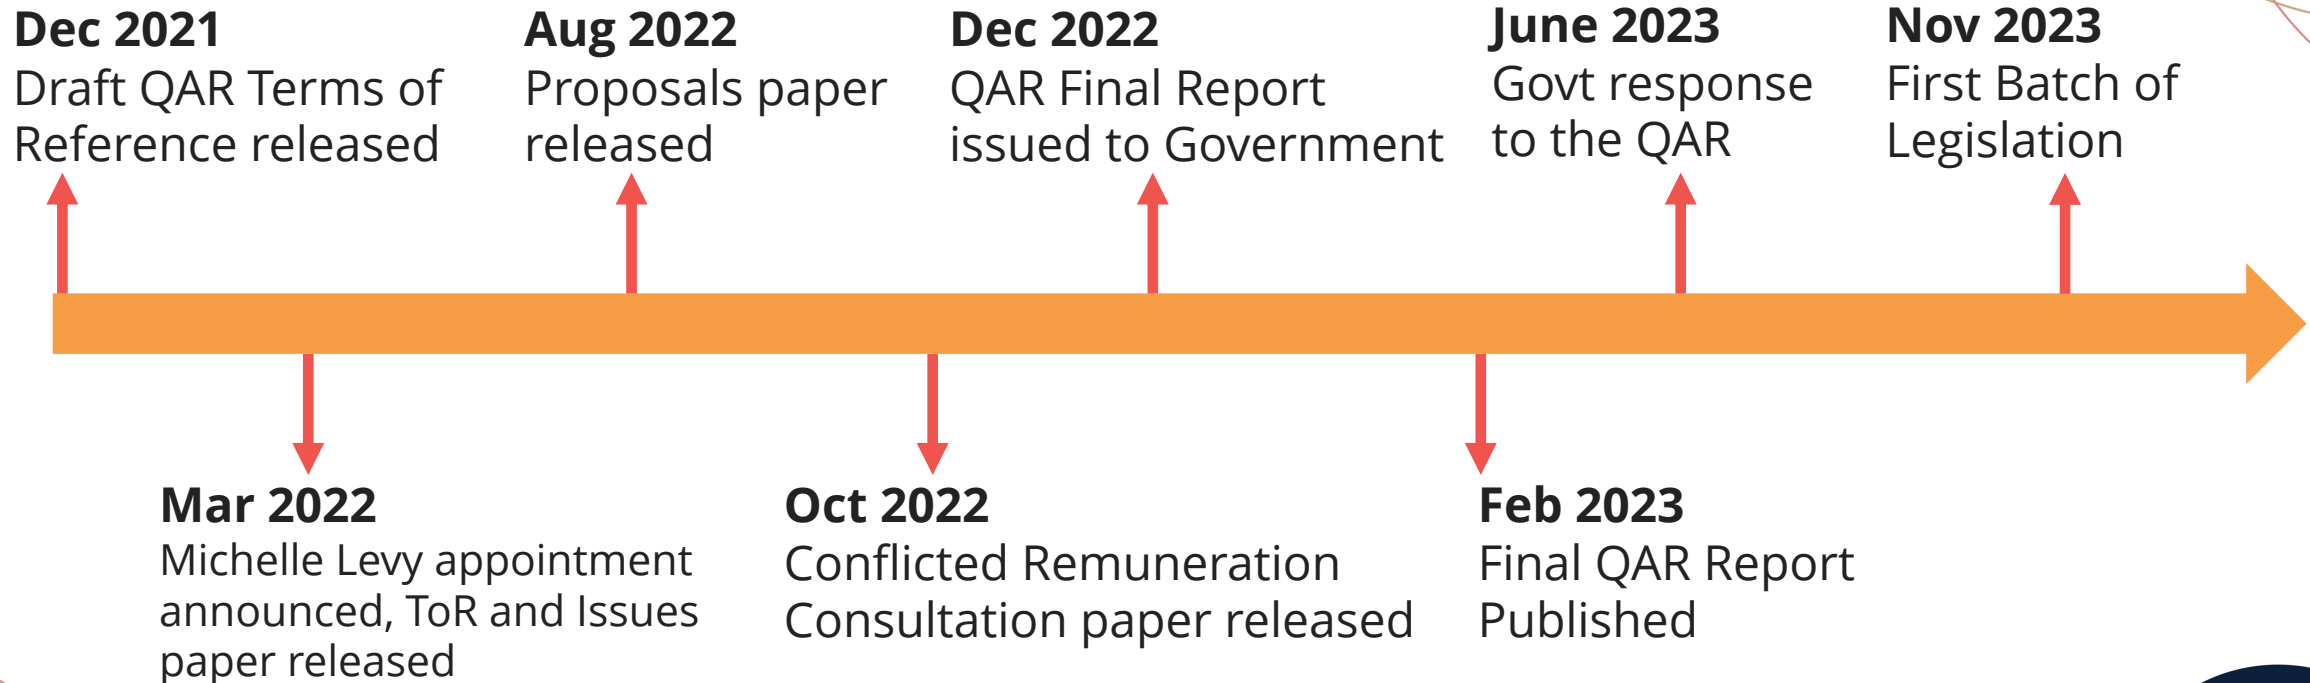 Dec 2021
Draft QAR Terms of
Reference released
Aug 2022
Proposals paper
released
Dec 2022
QAR Final Report
issued to Government
June 2023
Govt response
to the QAR
Nov 2023
First Batch of
Legislation
Mar 2022
Michelle Levy appointment
announced, ToR and Issues
paper released
Oct 2022
Conflicted Remuneration
Consultation paper released
Feb 2023
Final QAR Report
Published